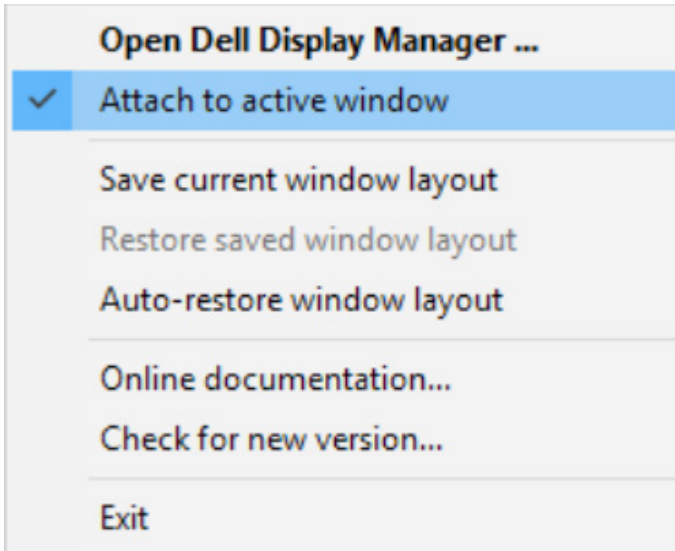 Open Dell Display Manager ...
Attach to active window
Save current window layout
Restore saved window layout
Auto-restore window layout
Online documentation...
Check for new version...
Exit